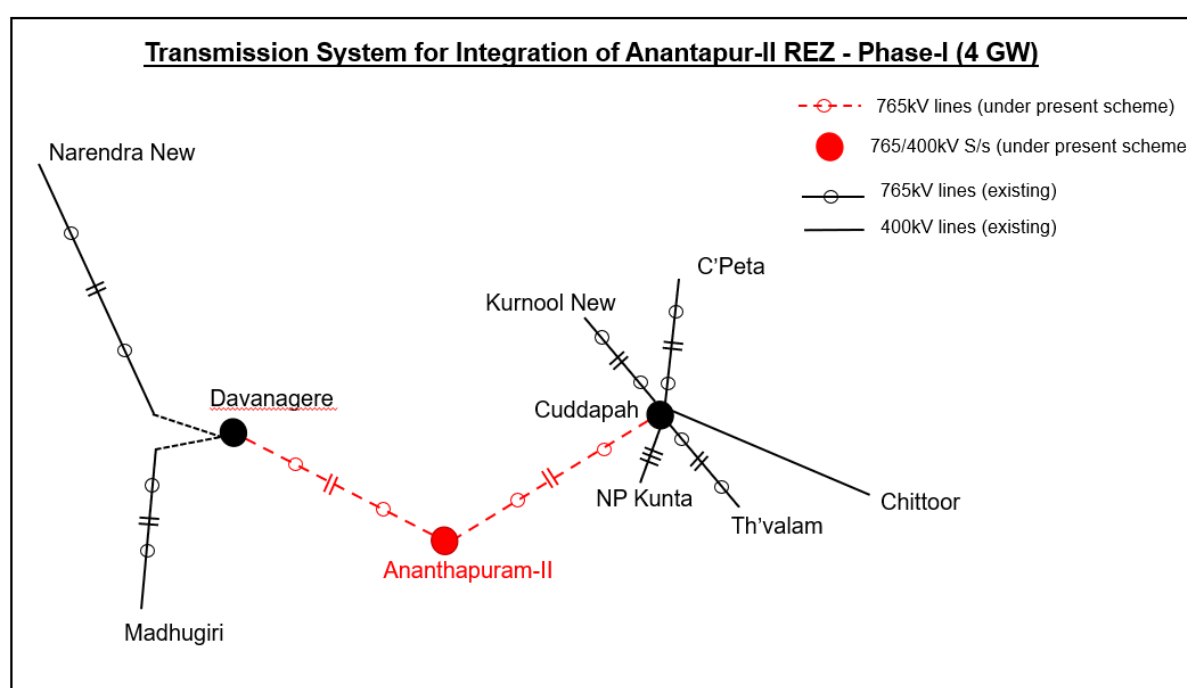 Transmission System for Integration of Anantapur-II REZ - Phase-I (4 GW)
765kV lines (under present scheme)
765/400kV S/s (under present scheme
765kV lines (existing)
400kV lines (existing)
Narendra New
C'Peta
Kurnool New
Davanagere
Cuddapah
NP Kunta
Th'valam
Chittoor
Ananthapuram-II
Madhugiri